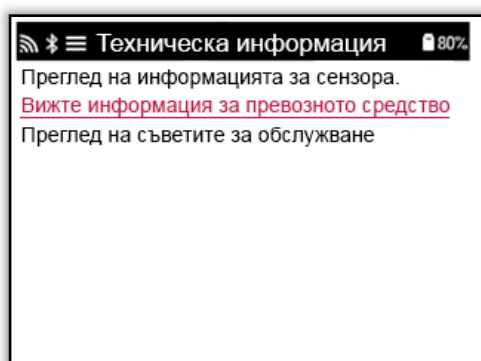 Техническа информация 80%
Преглед на информацията за сензора.
Вижте информация за превозното средство
Преглед на съветите за обслужване